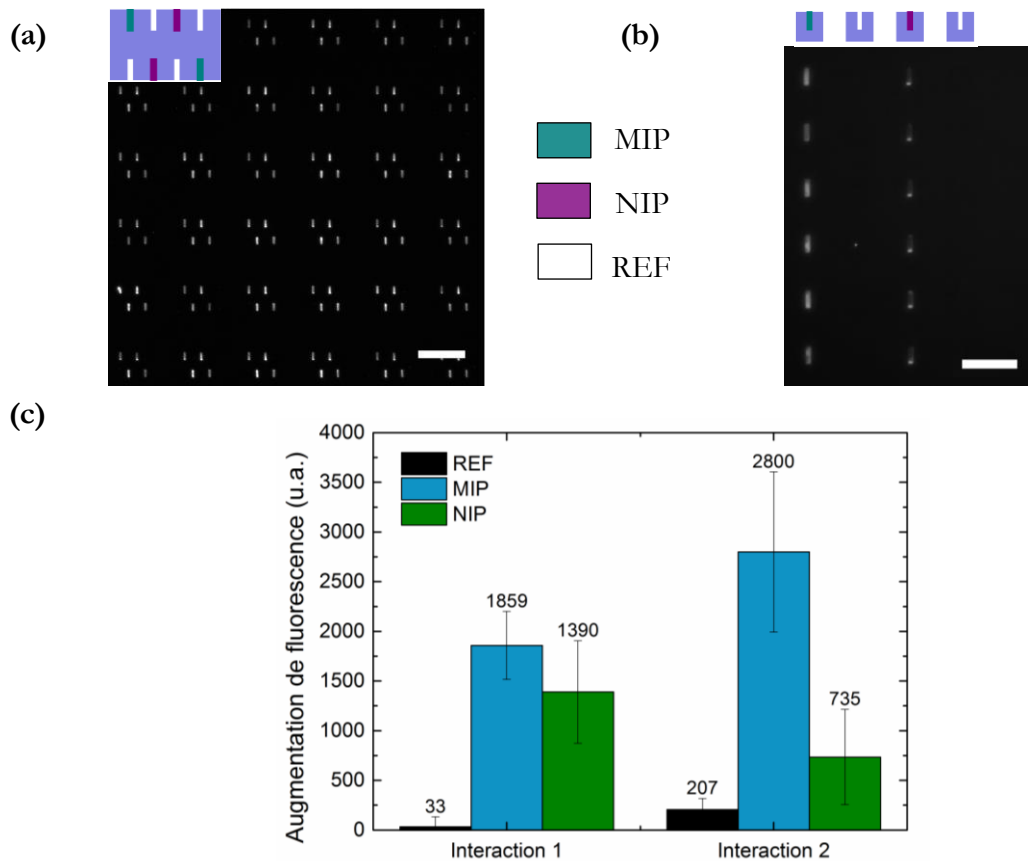 (a)
(b)
MIP
NIP
REF
(c)
Augmentation de fluorescence (u.a.)
4000
3500
3000
2500
2000
1500
1000
500
0
REF
MIP
NIP
33
1859
1390
207
2800
735
Interaction 1
Interaction 2